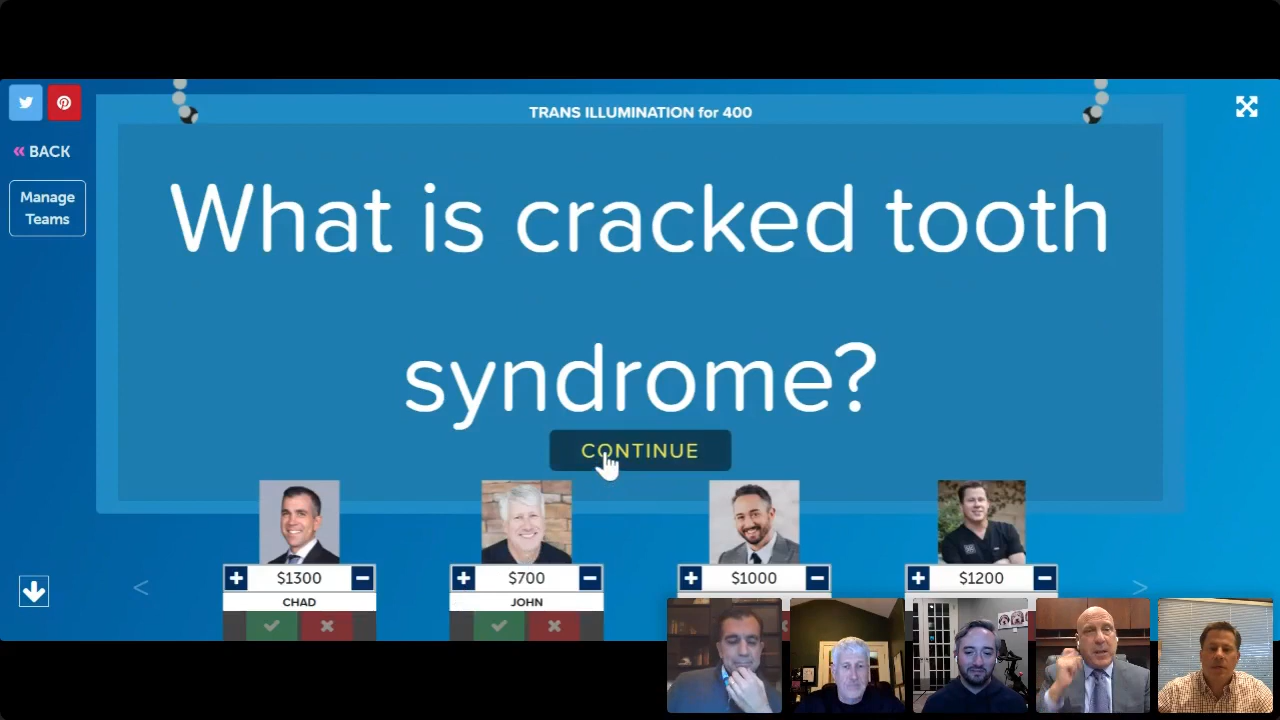 TRANS ILLUMINATION for 400
« BACK
Manage
Teams
What is cracked tooth
syndrome?
CONTINUE
$1300
$700
$1000
$1200
CHAD
JOHN